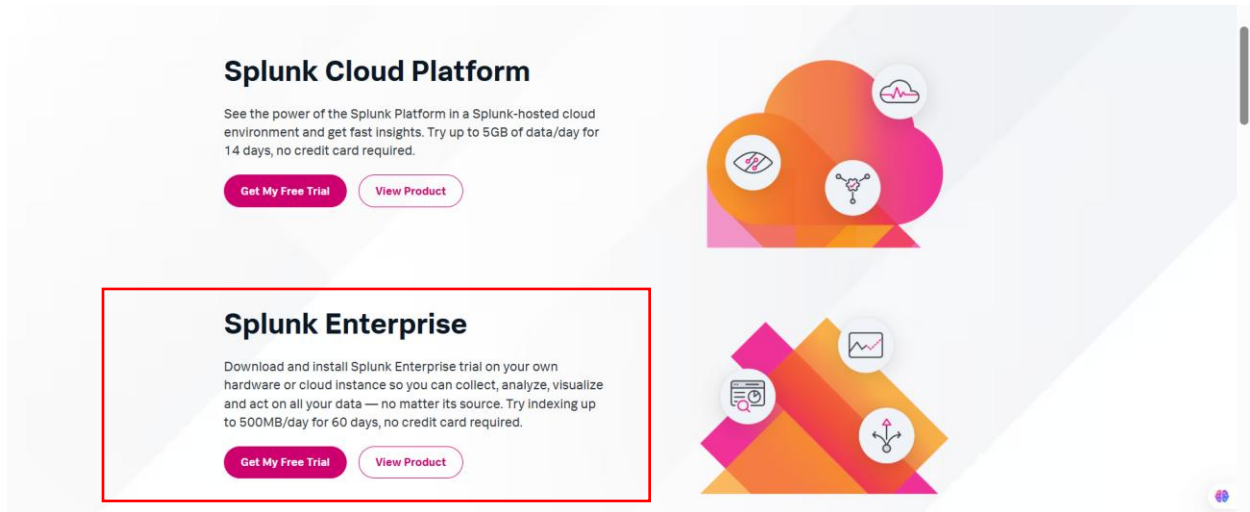 Splunk Cloud Platform
See the power of the Splunk Platform in a Splunk-hosted cloud
environment and get fast insights. Try up to 5GB of data/day for
14 days, no credit card required.
Get My Free Trial
View Product
Splunk Enterprise
Download and install Splunk Enterprise trial on your own
hardware or cloud instance so you can collect, analyze, visualize
and act on all your data — no matter its source. Try indexing up
to 500MB/day for 60 days, no credit card required.
Get My Free Trial
View Product